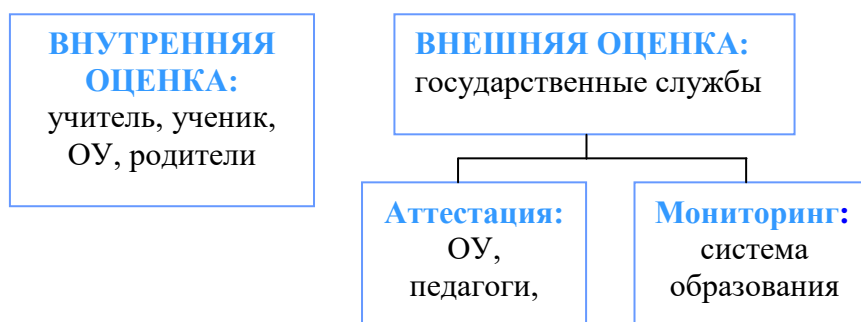 ВНУТРЕННЯЯ
ОЦЕНКА:
учитель, ученик,
ОУ, родители
ВНЕШНЯЯ ОЦЕНКА:
государственные службы
Аттестация:
ОУ,
педагоги,
Мониторинг:
система
образования